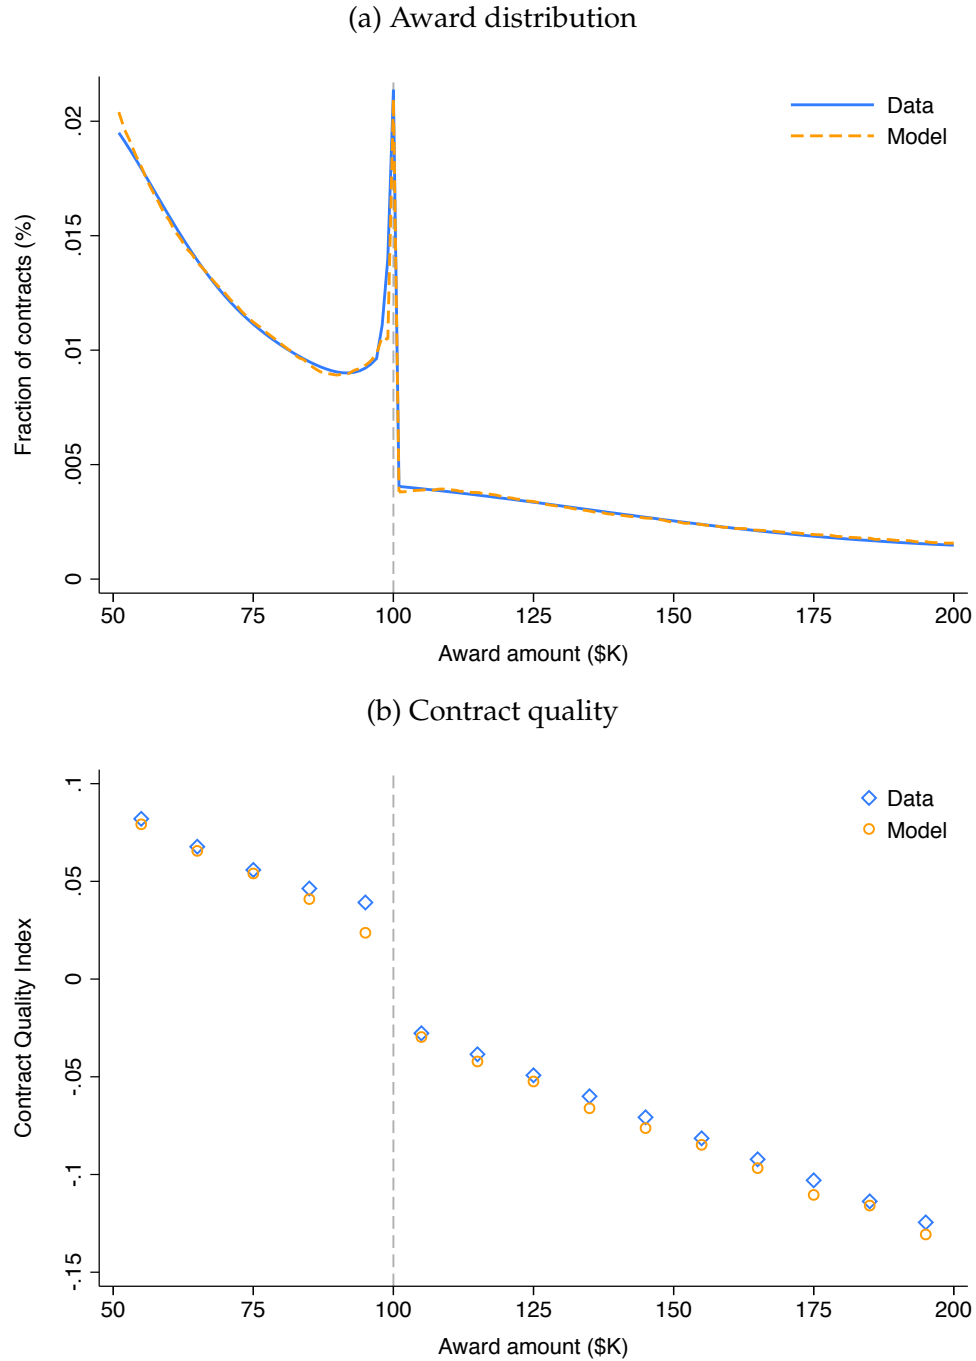 (a) Award distribution
Data
Model
Fraction of contracts (%)
.02
.015
.01
.005
0
50 75 100 125 150 175 200
Award amount ($K)
(b) Contract quality
Data
Model
Contract Quality Index
.1
.05
0
-.05
-.1
-.15
50 75 100 125 150 175 200
Award amount ($K)